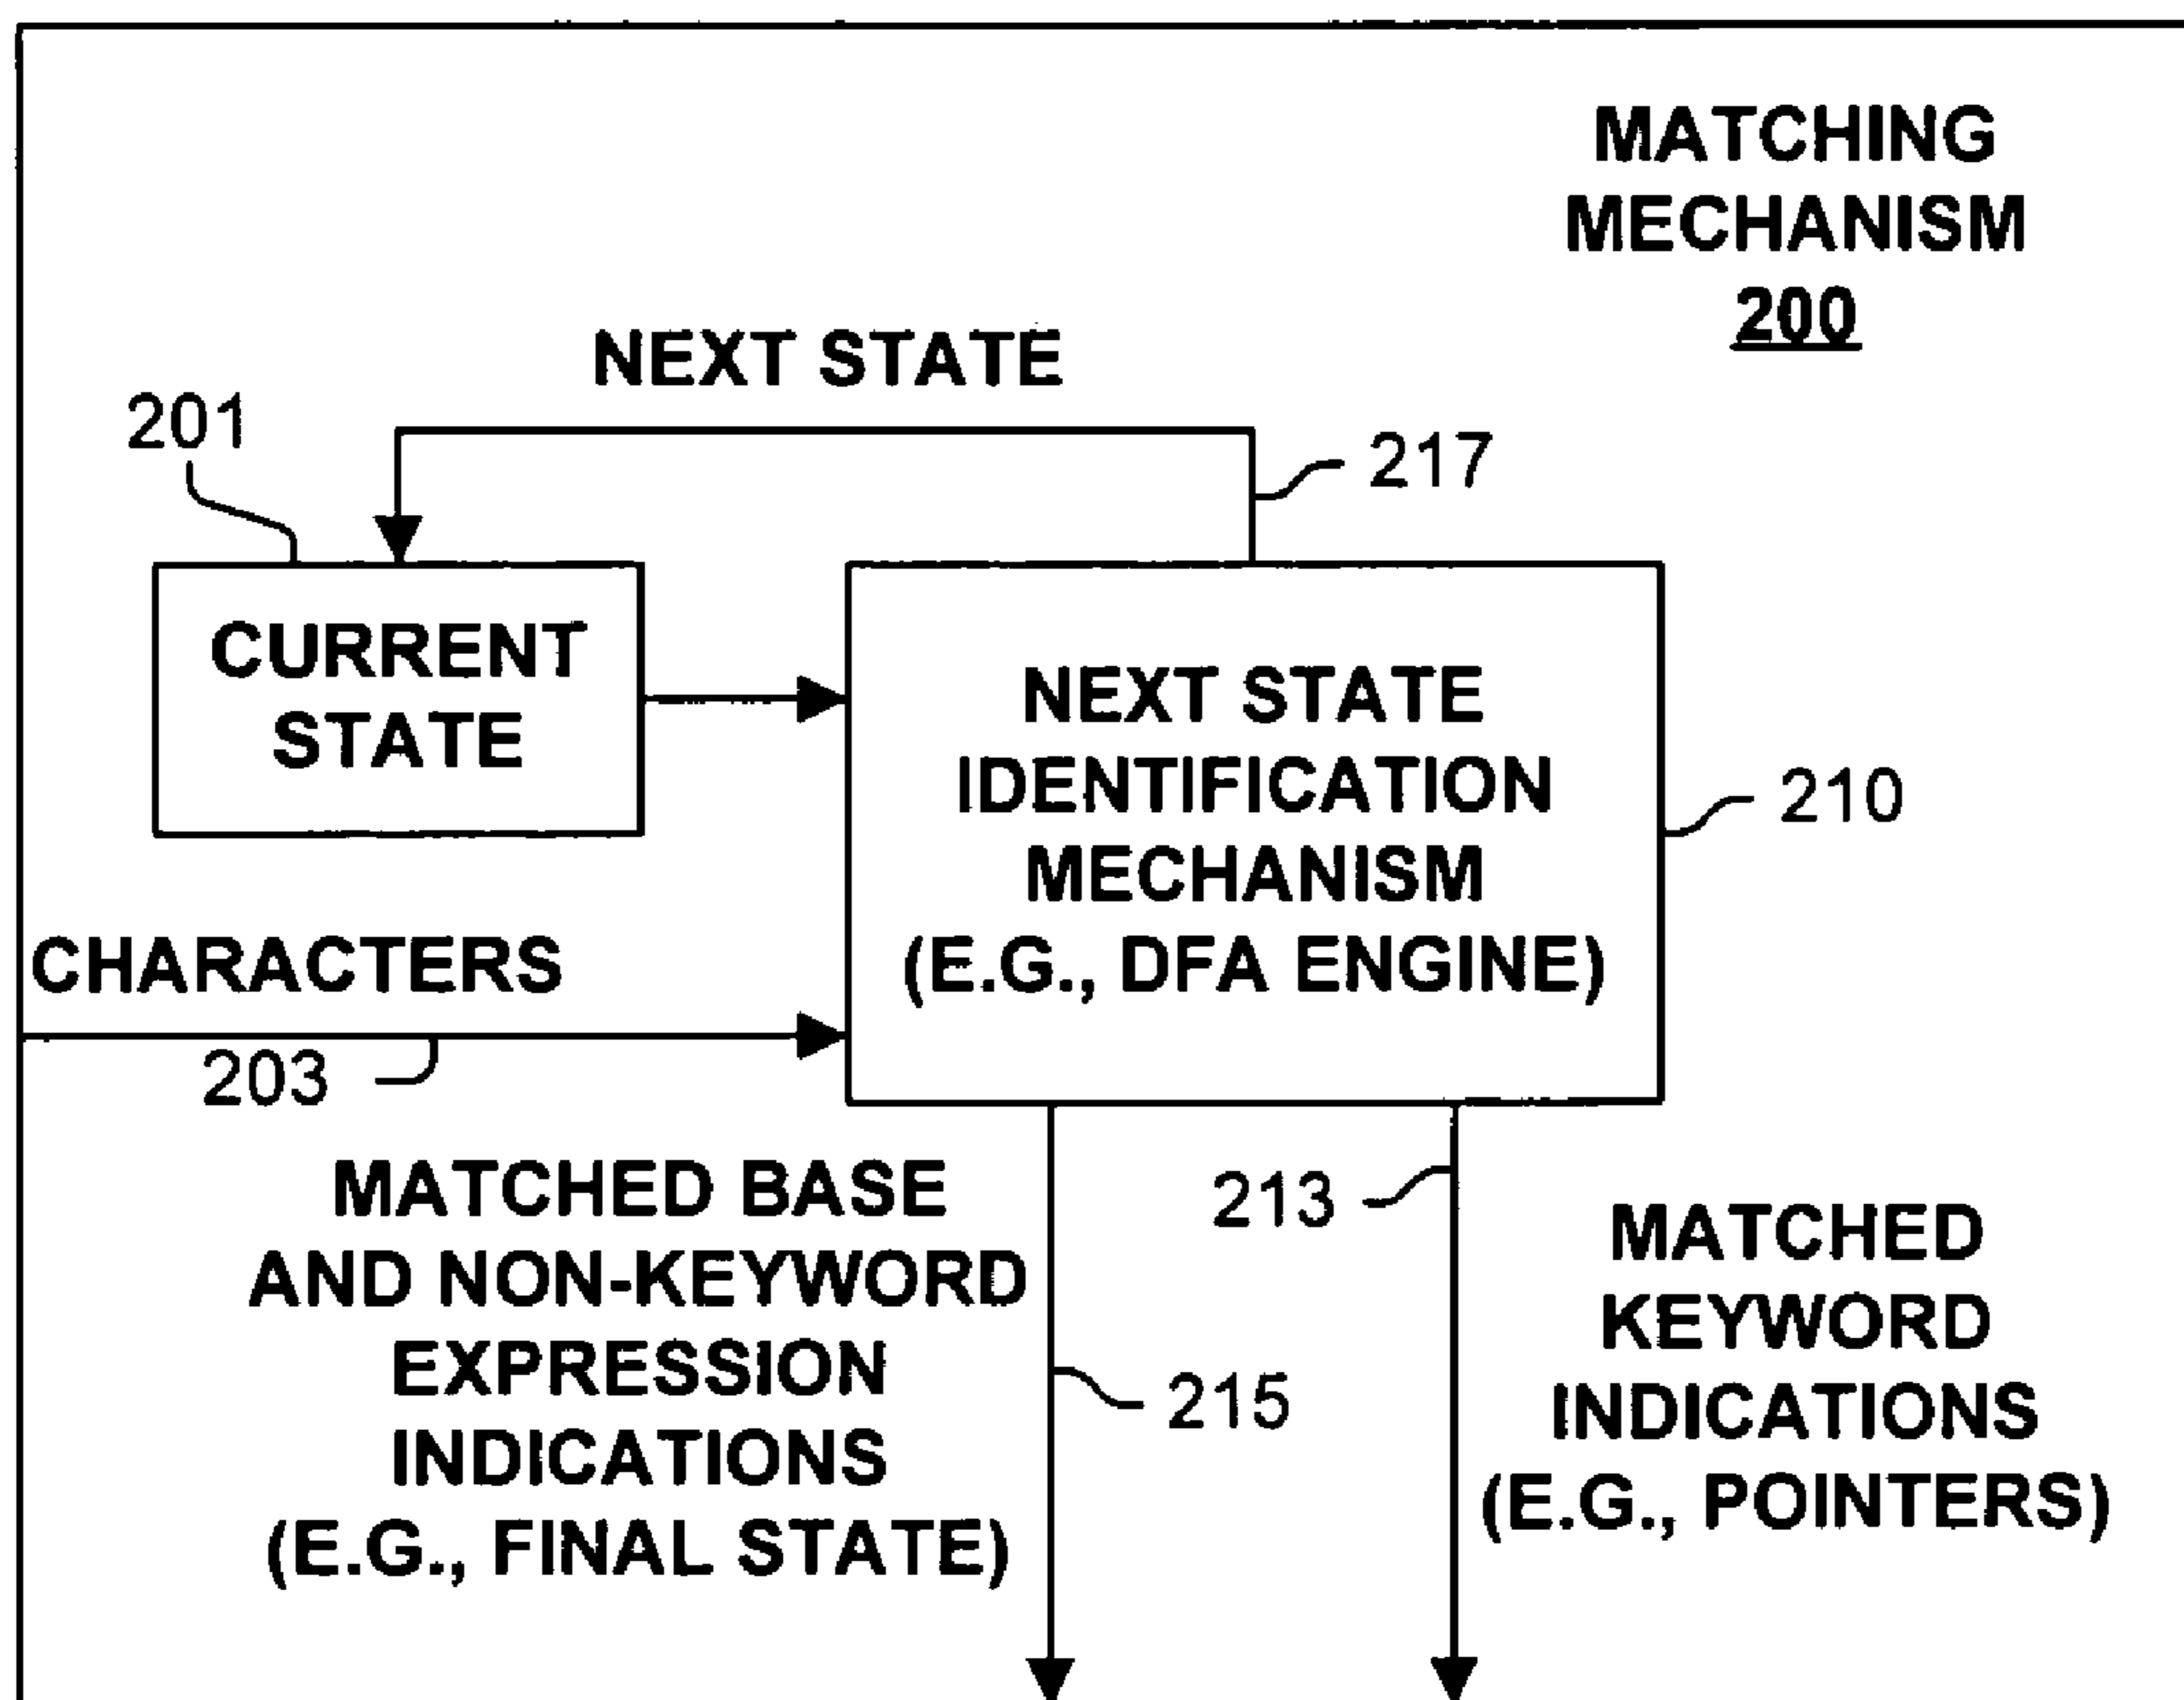 MATCHING
MECHANISM
200
NEXT STATE
201
217
CURRENT
STATE
NEXT STATE
IDENTIFICATION
MECHANISM
(E.G., DFA ENGINE)
210
CHARACTERS
203
MATCHED BASE
AND NON-KEYWORD
EXPRESSION
INDICATIONS
(E.G., FINAL STATE)
215
213
MATCHED
KEYWORD
INDICATIONS
(E.G., POINTERS)